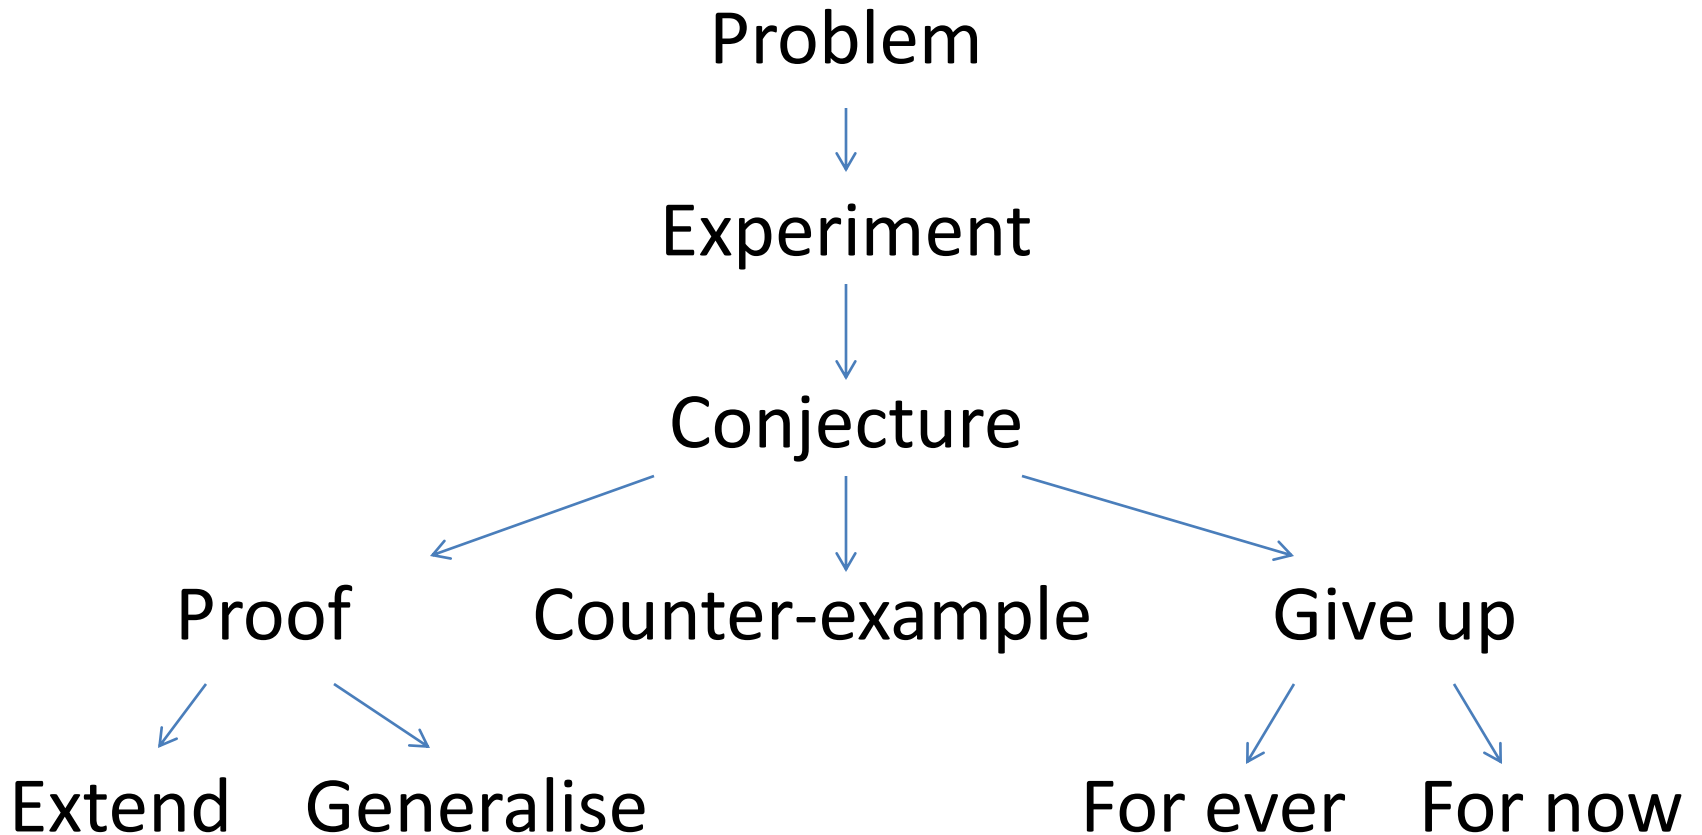 Problem
Experiment
Conjecture
Proof
Counter-example
Give up
Extend
Generalise
For ever
For now